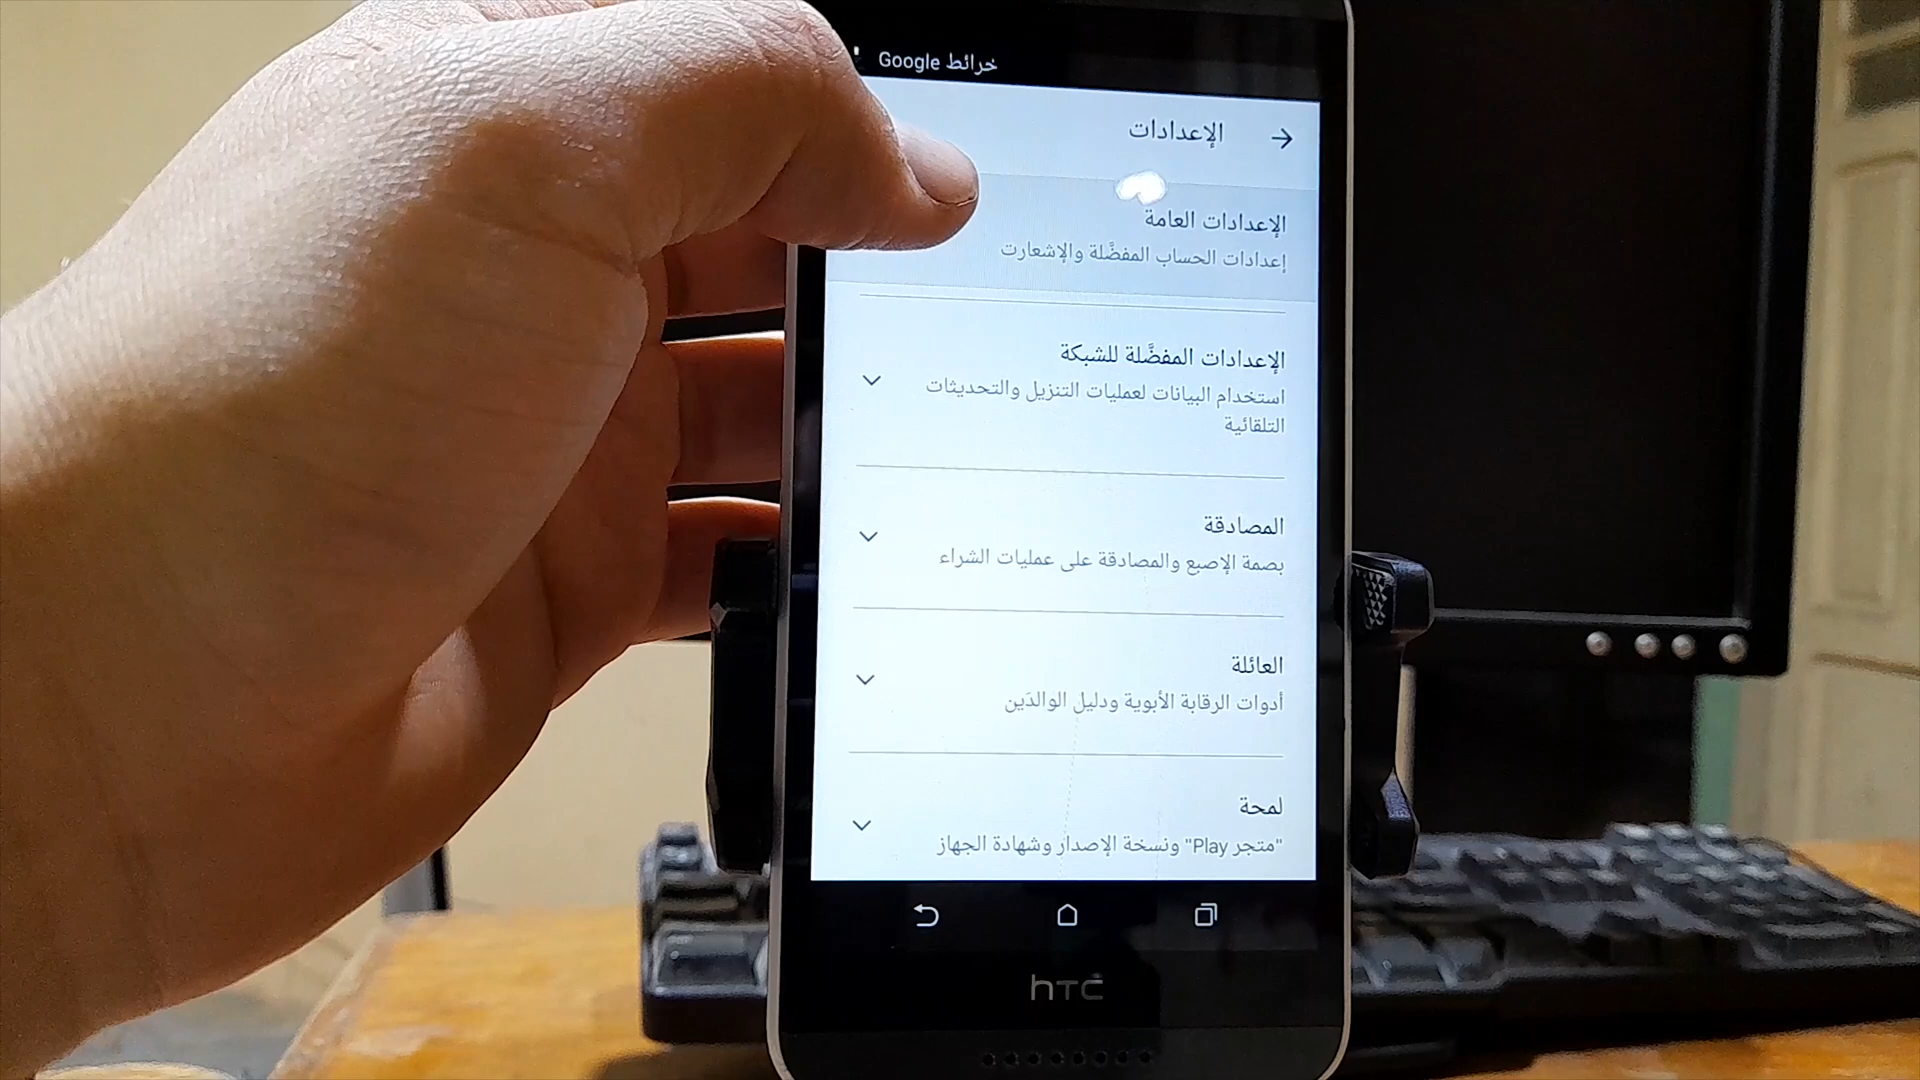 خرائط Google
الإعدادات
الإعدادات العامة
إعدادات الحساب المفضَّلة والإشعارت
الإعدادات المفضَّلة للشبكة
استخدام البيانات لعمليات التنزيل والتحديثات
التلقائية
المصادقة
بصمة الإصبع والمصادقة على عمليات الشراء
العائلة
أدوات الرقابة الأبوية ودليل الوالدَين
لمحة
"متجر Play" ونسخة الإصدار وشهادة الجهاز
hTC